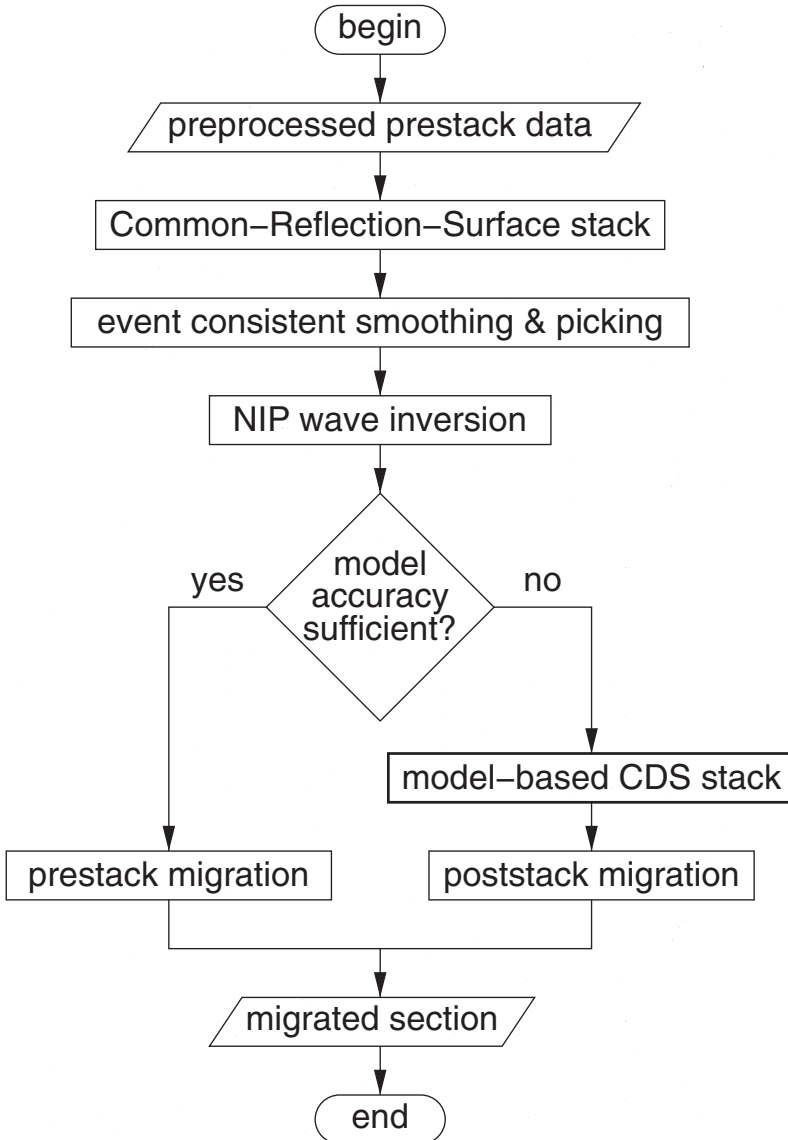 begin
preprocessed prestack data
Common–Reflection–Surface stack
event consistent smoothing & picking
NIP wave inversion
yes
model
accuracy
sufficient?
no
model–based CDS stack
prestack migration
poststack migration
migrated section
end